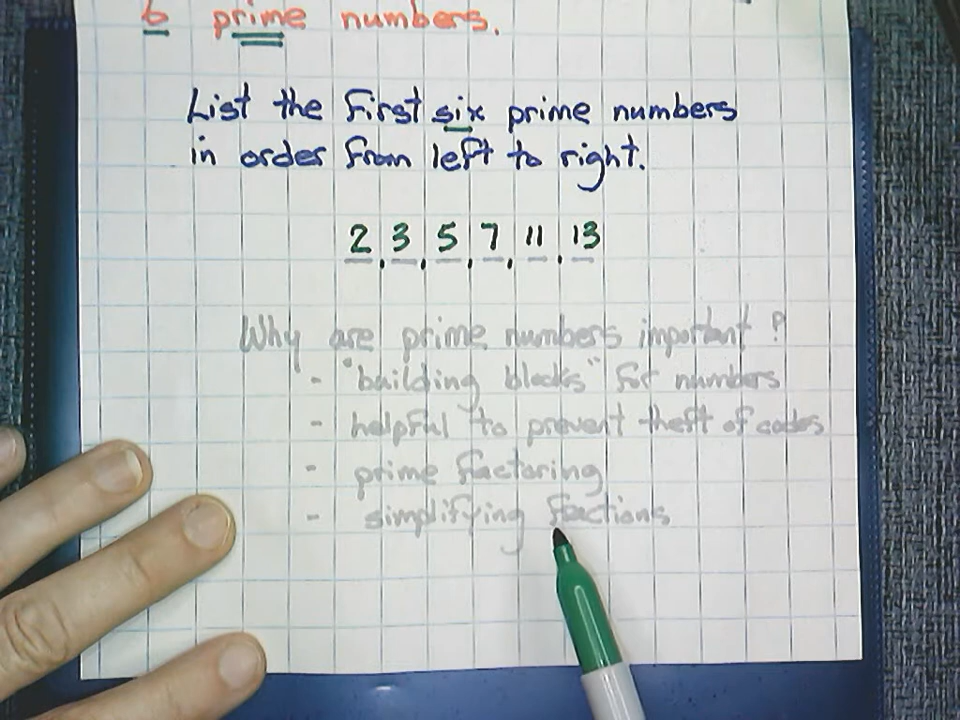 6 prime numbers.
List the first six prime numbers
in order from left to right.
2, 3, 5, 7, 11, 13
Why are prime numbers important?
- "building blocks" for numbers
- helpful to prevent theft of codes
- prime factoring
- simplifying factions